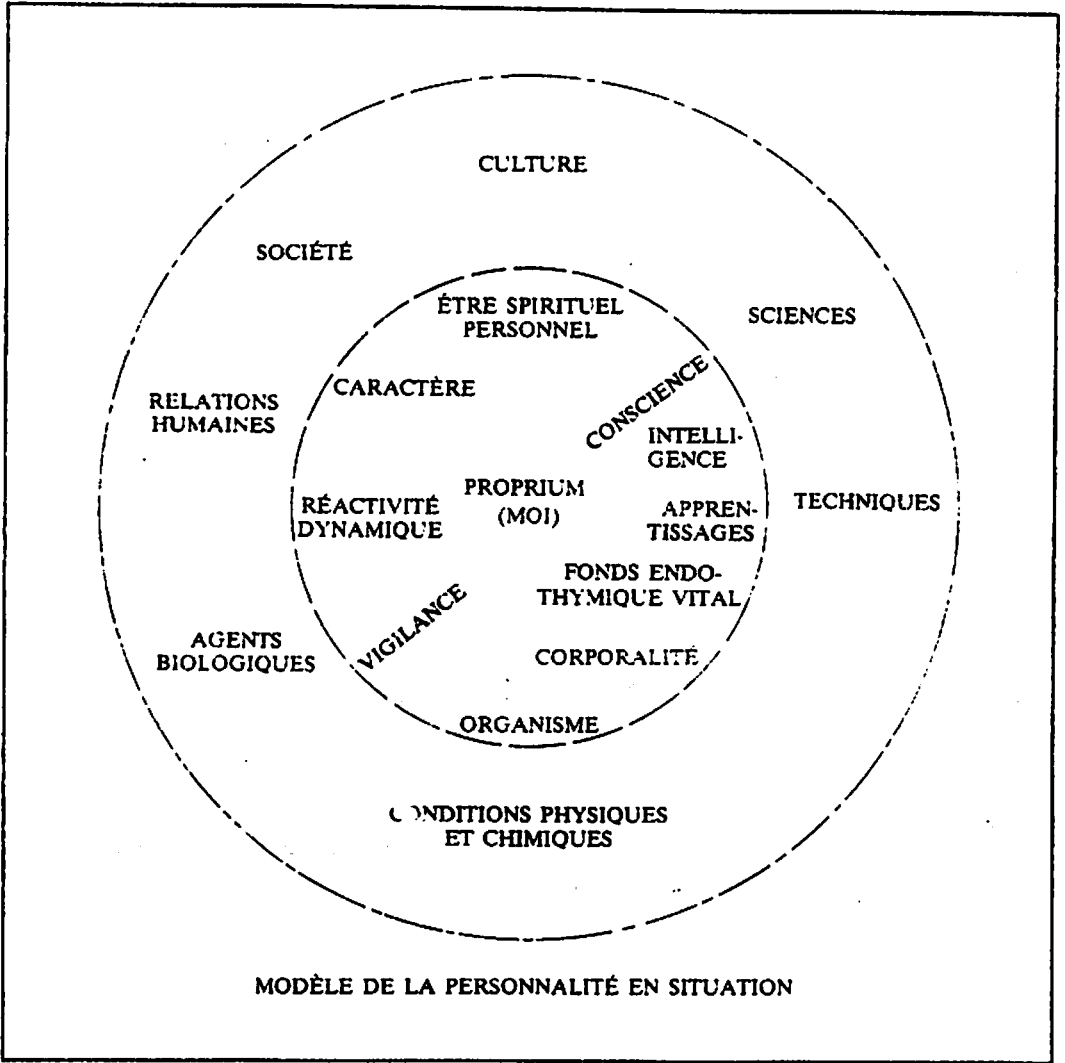 CULTURE
SOCIÉTÉ
ÊTRE SPIRITUEL
PERSONNEL
SCIENCES
CARACTÈRE
CONSCIENCE
RELATIONS
HUMAINES
INTELLI-
GENCE
PROPRIUM
(MOI)
RÉACTIVITÉ
DYNAMIQUE
APPREN-
TISSAGES
TECHNIQUES
FONDS ENDO-
THYMIQUE VITAL
VIGILANCE
AGENTS
BIOLOGIQUES
CORPORALITÉ
ORGANISME
CONDITIONS PHYSIQUES
ET CHIMIQUES
MODÈLE DE LA PERSONNALITÉ EN SITUATION